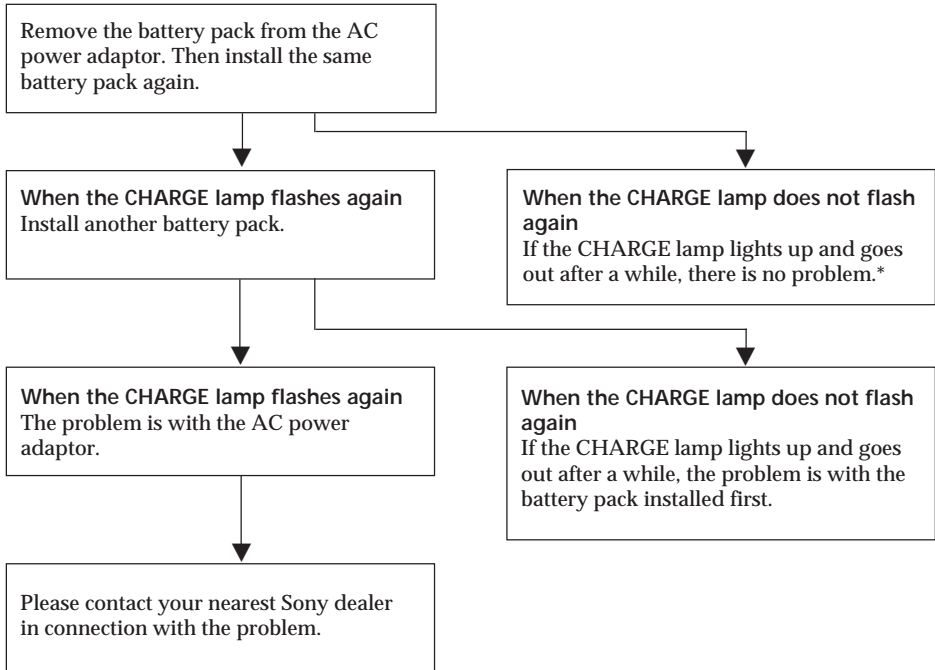 Remove the battery pack from the AC
power adaptor. Then install the same
battery pack again.
When the CHARGE lamp flashes again
Install another battery pack.
When the CHARGE lamp does not flash
again
If the CHARGE lamp lights up and goes
out after a while, there is no problem.*
When the CHARGE lamp flashes again
The problem is with the AC power
adaptor.
When the CHARGE lamp does not flash
again
If the CHARGE lamp lights up and goes
out after a while, the problem is with the
battery pack installed first.
Please contact your nearest Sony dealer
in connection with the problem.